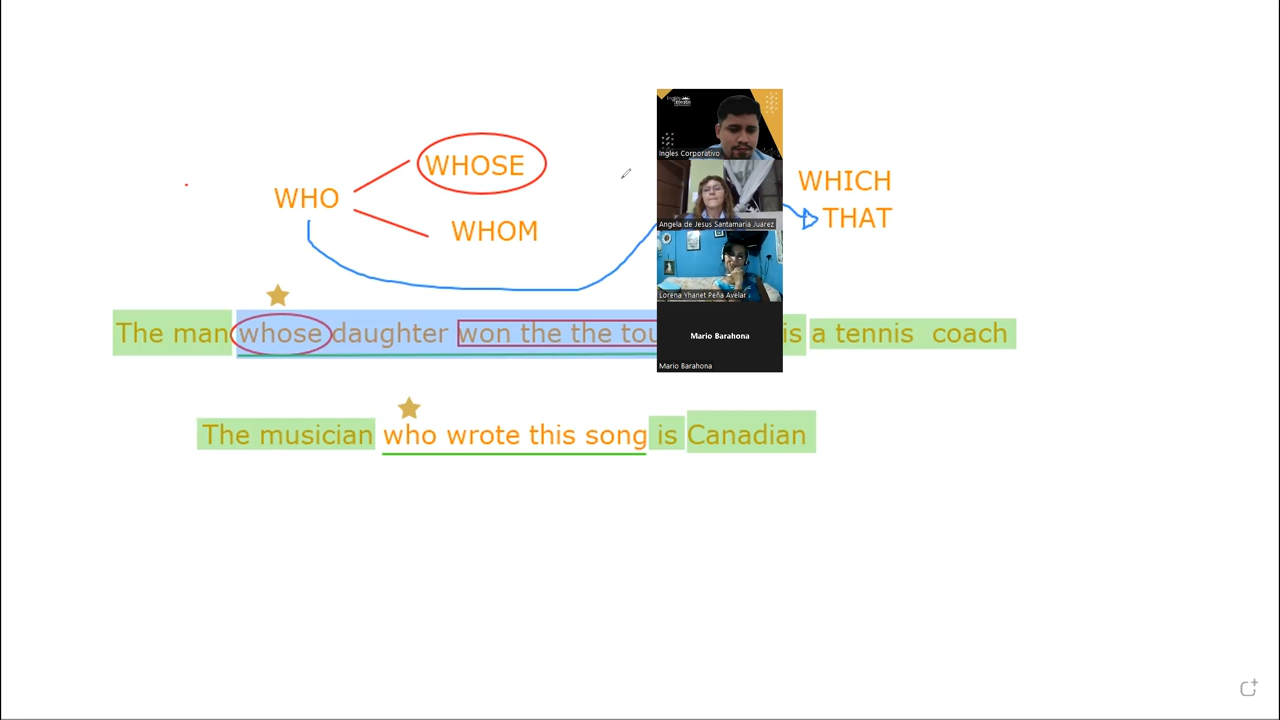 WHOSE
WHO
WHOM
WHICH
THAT
Ingles Corporativo
Angela de Jesus Santamaria Juarez
Lorena Yhanet Peña Avelar
Mario Barahona
Mario Barahona
The man whose daughter won the the tou is a tennis coach
The musician who wrote this song is Canadian